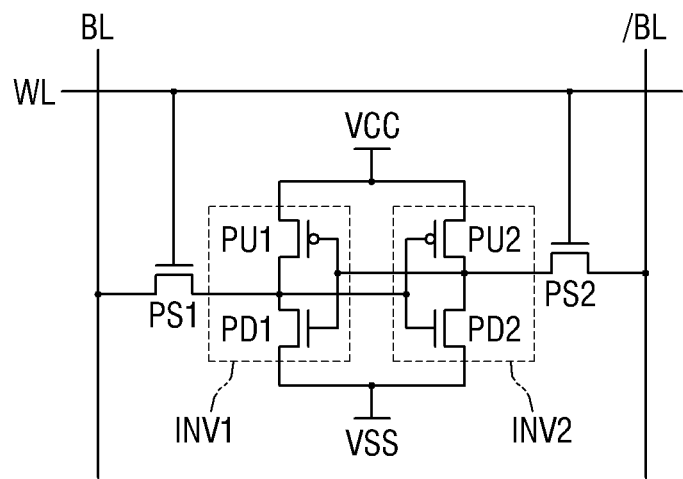 BL
/BL
WL
VCC
PU1
PU2
PS1
PS2
PD1
PD2
INV1
VSS
INV2